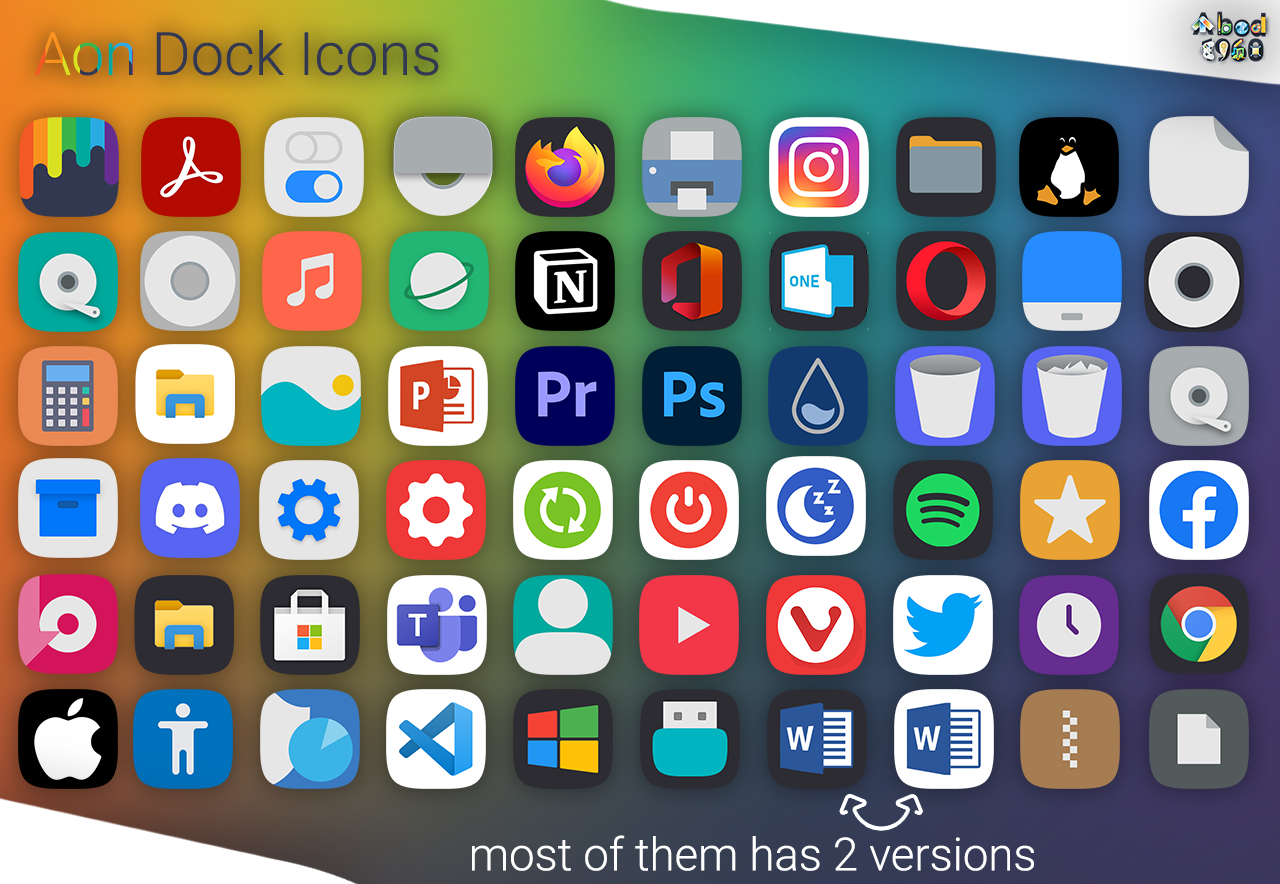 Aon Dock Icons
Abod
8960
N
ONE
P
Pr
Ps
z z
z z
T
W
W
most of them has 2 versions